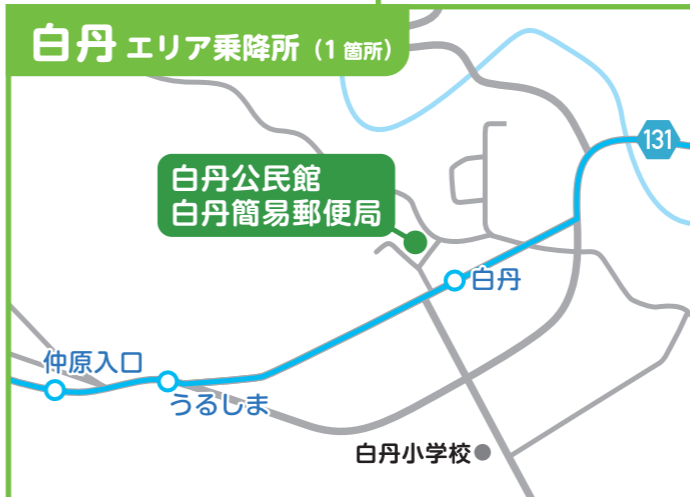 白丹 エリア乗降所 (1箇所)
131
白丹公民館
白丹簡易郵便局
白丹
仲原入口
うるしま
白丹小学校